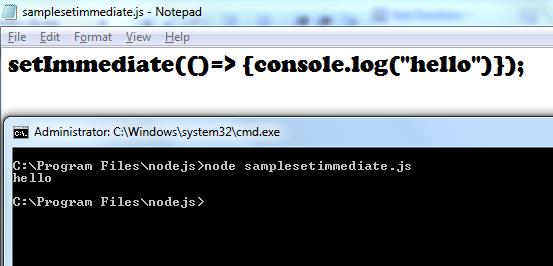 samplesetimmediate.js - Notepad
File Edit Format View Help
setImmediate(()=> {console.log("hello")});
Administrator: C:\Windows\system32\cmd.exe
C:\Program Files\nodejs>node samplesetimmediate.js
hello
C:\Program Files\nodejs>